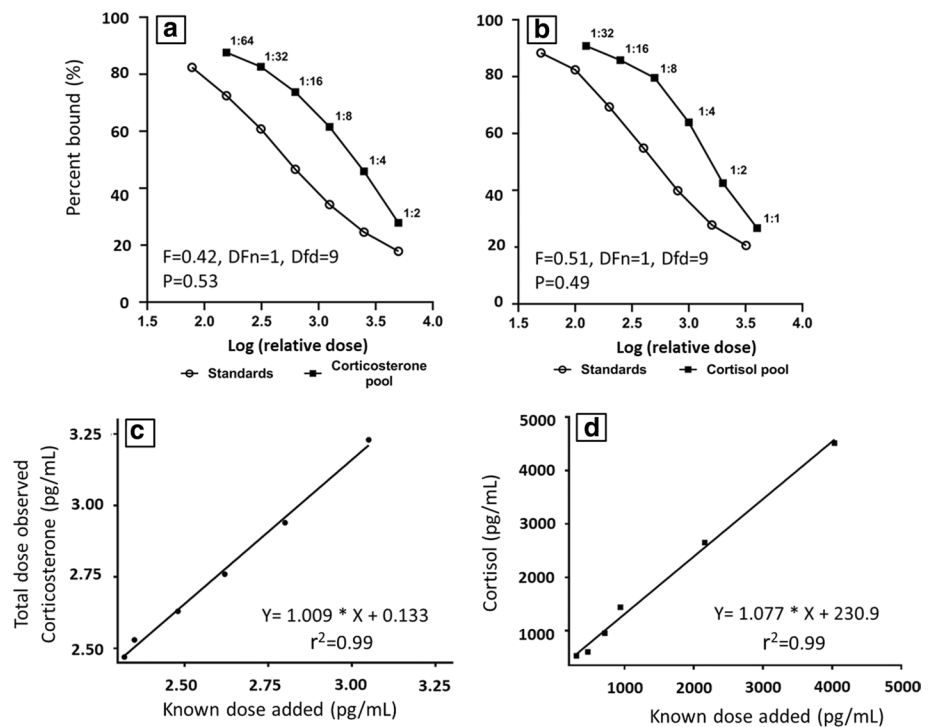 a
Percent bound (%)
100
80
60
40
20
0
1:64
1:32
1:16
1:8
1:4
1:2
F=0.42, DFn=1, Dfd=9
P=0.53
1.5 2.0 2.5 3.0 3.5 4.0
Log (relative dose)
Standards
Corticosterone
pool
b
100
80
60
40
20
0
1:32
1:16
1:8
1:4
1:2
1:1
F=0.51, DFn=1, Dfd=9
P=0.49
1.5 2.0 2.5 3.0 3.5 4.0
Log (relative dose)
Standards
Cortisol pool
c
Total dose observed
Corticosterone (pg/mL)
3.25
3.00
2.75
2.50
Y= 1.009 * X + 0.133
r²=0.99
2.50 2.75 3.00 3.25
Known dose added (pg/mL)
d
Cortisol (pg/mL)
5000
4000
3000
2000
1000
Y= 1.077 * X + 230.9
r²=0.99
1000 2000 3000 4000 5000
Known dose added (pg/mL)